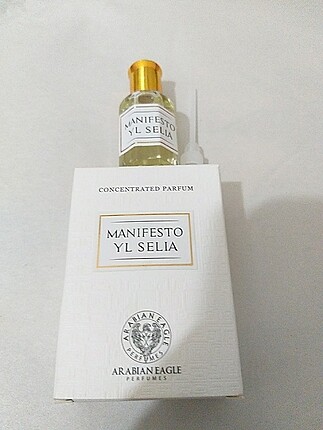 MANIFESTO
YL SELIA
CONCENTRATED PARFUM
MANIFESTO
YL SELIA
ARABIAN EAGLE
PERFUMES
ARABIAN EAGLE
PERFUMES